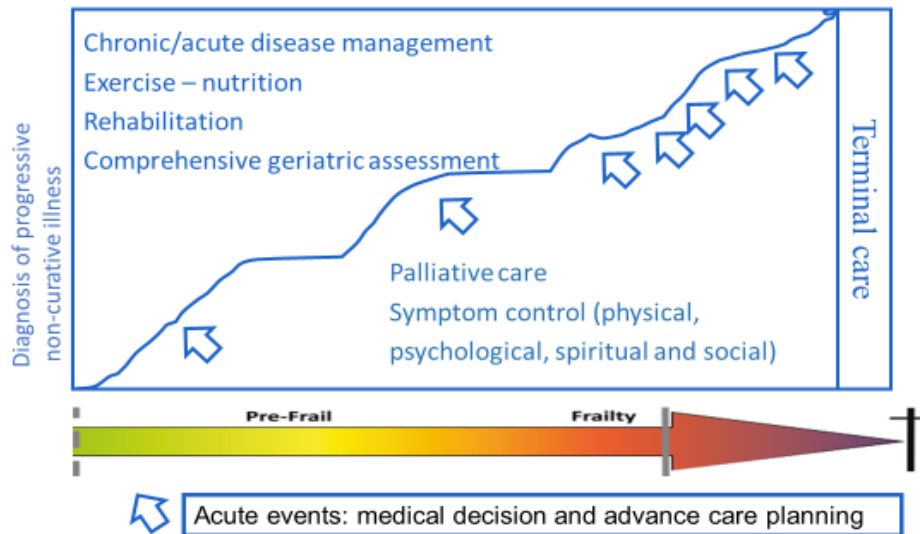 Chronic/acute disease management
Exercise – nutrition
Rehabilitation
Comprehensive geriatric assessment
Diagnosis of progressive
non-curative illness
Palliative care
Symptom control (physical,
psychological, spiritual and social)
Terminal care
Pre-Frail
Frailty
Acute events: medical decision and advance care planning